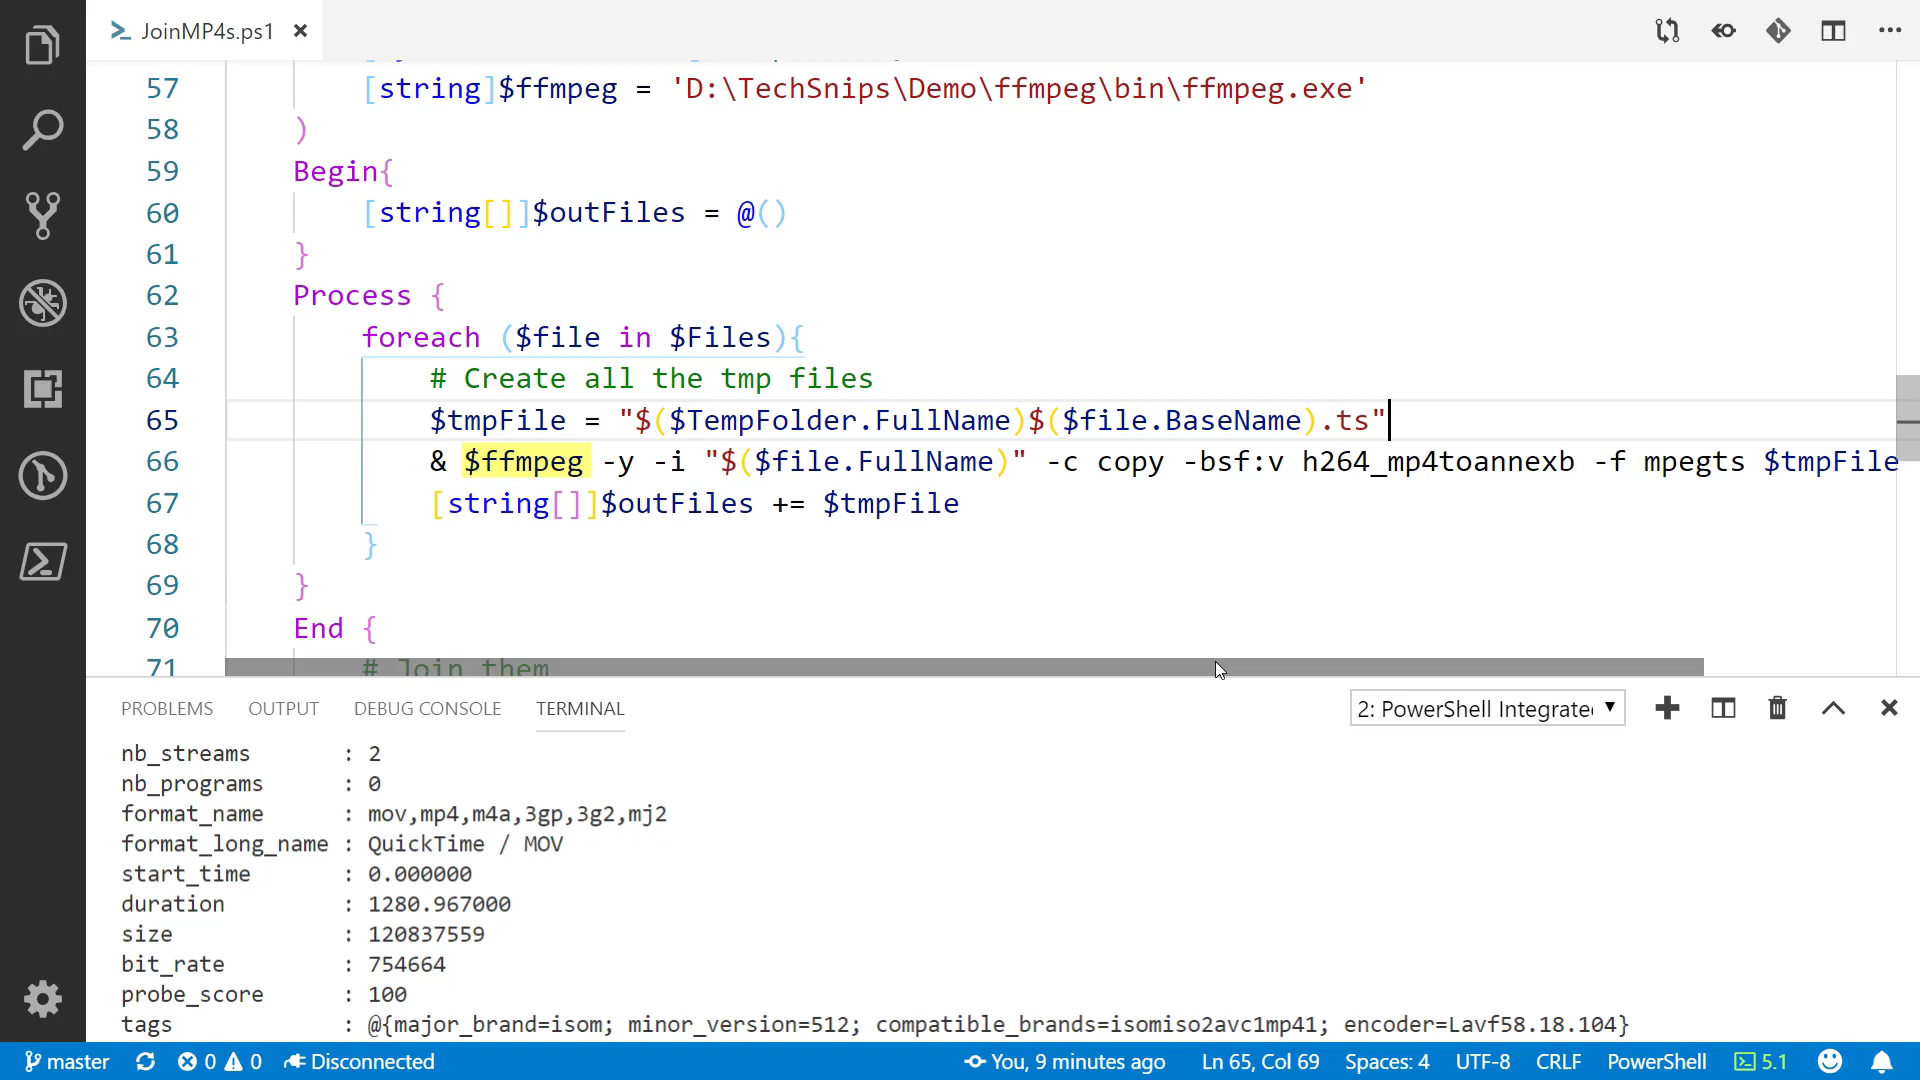 JoinMP4s.ps1
57 [string]$ffmpeg = 'D:\TechSnips\Demo\ffmpeg\bin\ffmpeg.exe'
58 )
59 Begin{
60 [string[]]$outFiles = @()
61 }
62 Process {
63 foreach ($file in $Files){
64 # Create all the tmp files
65 $tmpFile = "$($TempFolder.FullName)$($file.BaseName).ts"
66 & $ffmpeg -y -i "$($file.FullName)" -c copy -bsf:v h264_mp4toannexb -f mpegts $tmpFile
67 [string[]]$outFiles += $tmpFile
68 }
69 }
70 End {
71 # Join them
PROBLEMS OUTPUT DEBUG CONSOLE TERMINAL 2: PowerShell Integrate
nb_streams : 2
nb_programs : 0
format_name : mov,mp4,m4a,3gp,3g2,mj2
format_long_name : QuickTime / MOV
start_time : 0.000000
duration : 1280.967000
size : 120837559
bit_rate : 754664
probe_score : 100
tags : @{major_brand=isom; minor_version=512; compatible_brands=isomiso2avc1mp41; encoder=Lavf58.18.104}
master 0 0 Disconnected You, 9 minutes ago Ln 65, Col 69 Spaces: 4 UTF-8 CRLF PowerShell 5.1